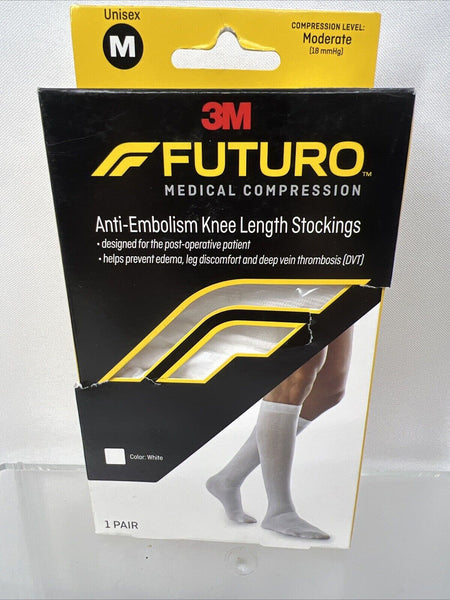 Unisex
M
COMPRESSION LEVEL:
Moderate
(18 mmHg)
3M
FUTURO™
MEDICAL COMPRESSION
Anti-Embolism Knee Length Stockings
• designed for the post-operative patient
• helps prevent edema, leg discomfort and deep vein thrombosis (DVT)
Color: White
1 PAIR